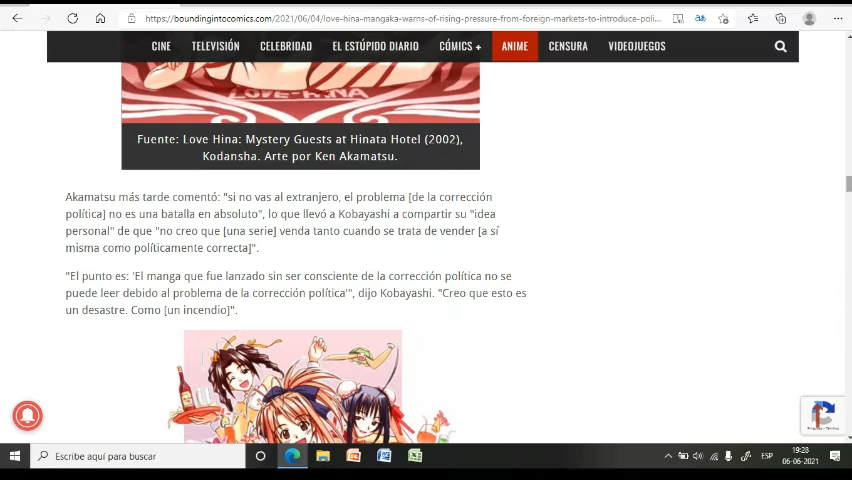 https://boundingintocomics.com/2021/06/04/love-hina-mangaka-warns-of-rising-pressure-from-foreign-markets-to-introduce-poli...
CINE TELEVISIÓN CELEBRIDAD EL ESTÚPIDO DIARIO CÓMICS + ANIME CENSURA VIDEOJUEGOS
LOVE-HINA
Fuente: Love Hina: Mystery Guests at Hinata Hotel (2002),
Kodansha. Arte por Ken Akamatsu.
Akamatsu más tarde comentó: "si no vas al extranjero, el problema [de la corrección
política] no es una batalla en absoluto", lo que llevó a Kobayashi a compartir su "idea
personal" de que "no creo que [una serie] venda tanto cuando se trata de vender [a sí
misma como políticamente correcta]".
"El punto es: 'El manga que fue lanzado sin ser consciente de la corrección política no se
puede leer debido al problema de la corrección política'", dijo Kobayashi. "Creo que esto es
un desastre. Como [un incendio]".
Escribe aquí para buscar
ESP
19:28
06-06-2021